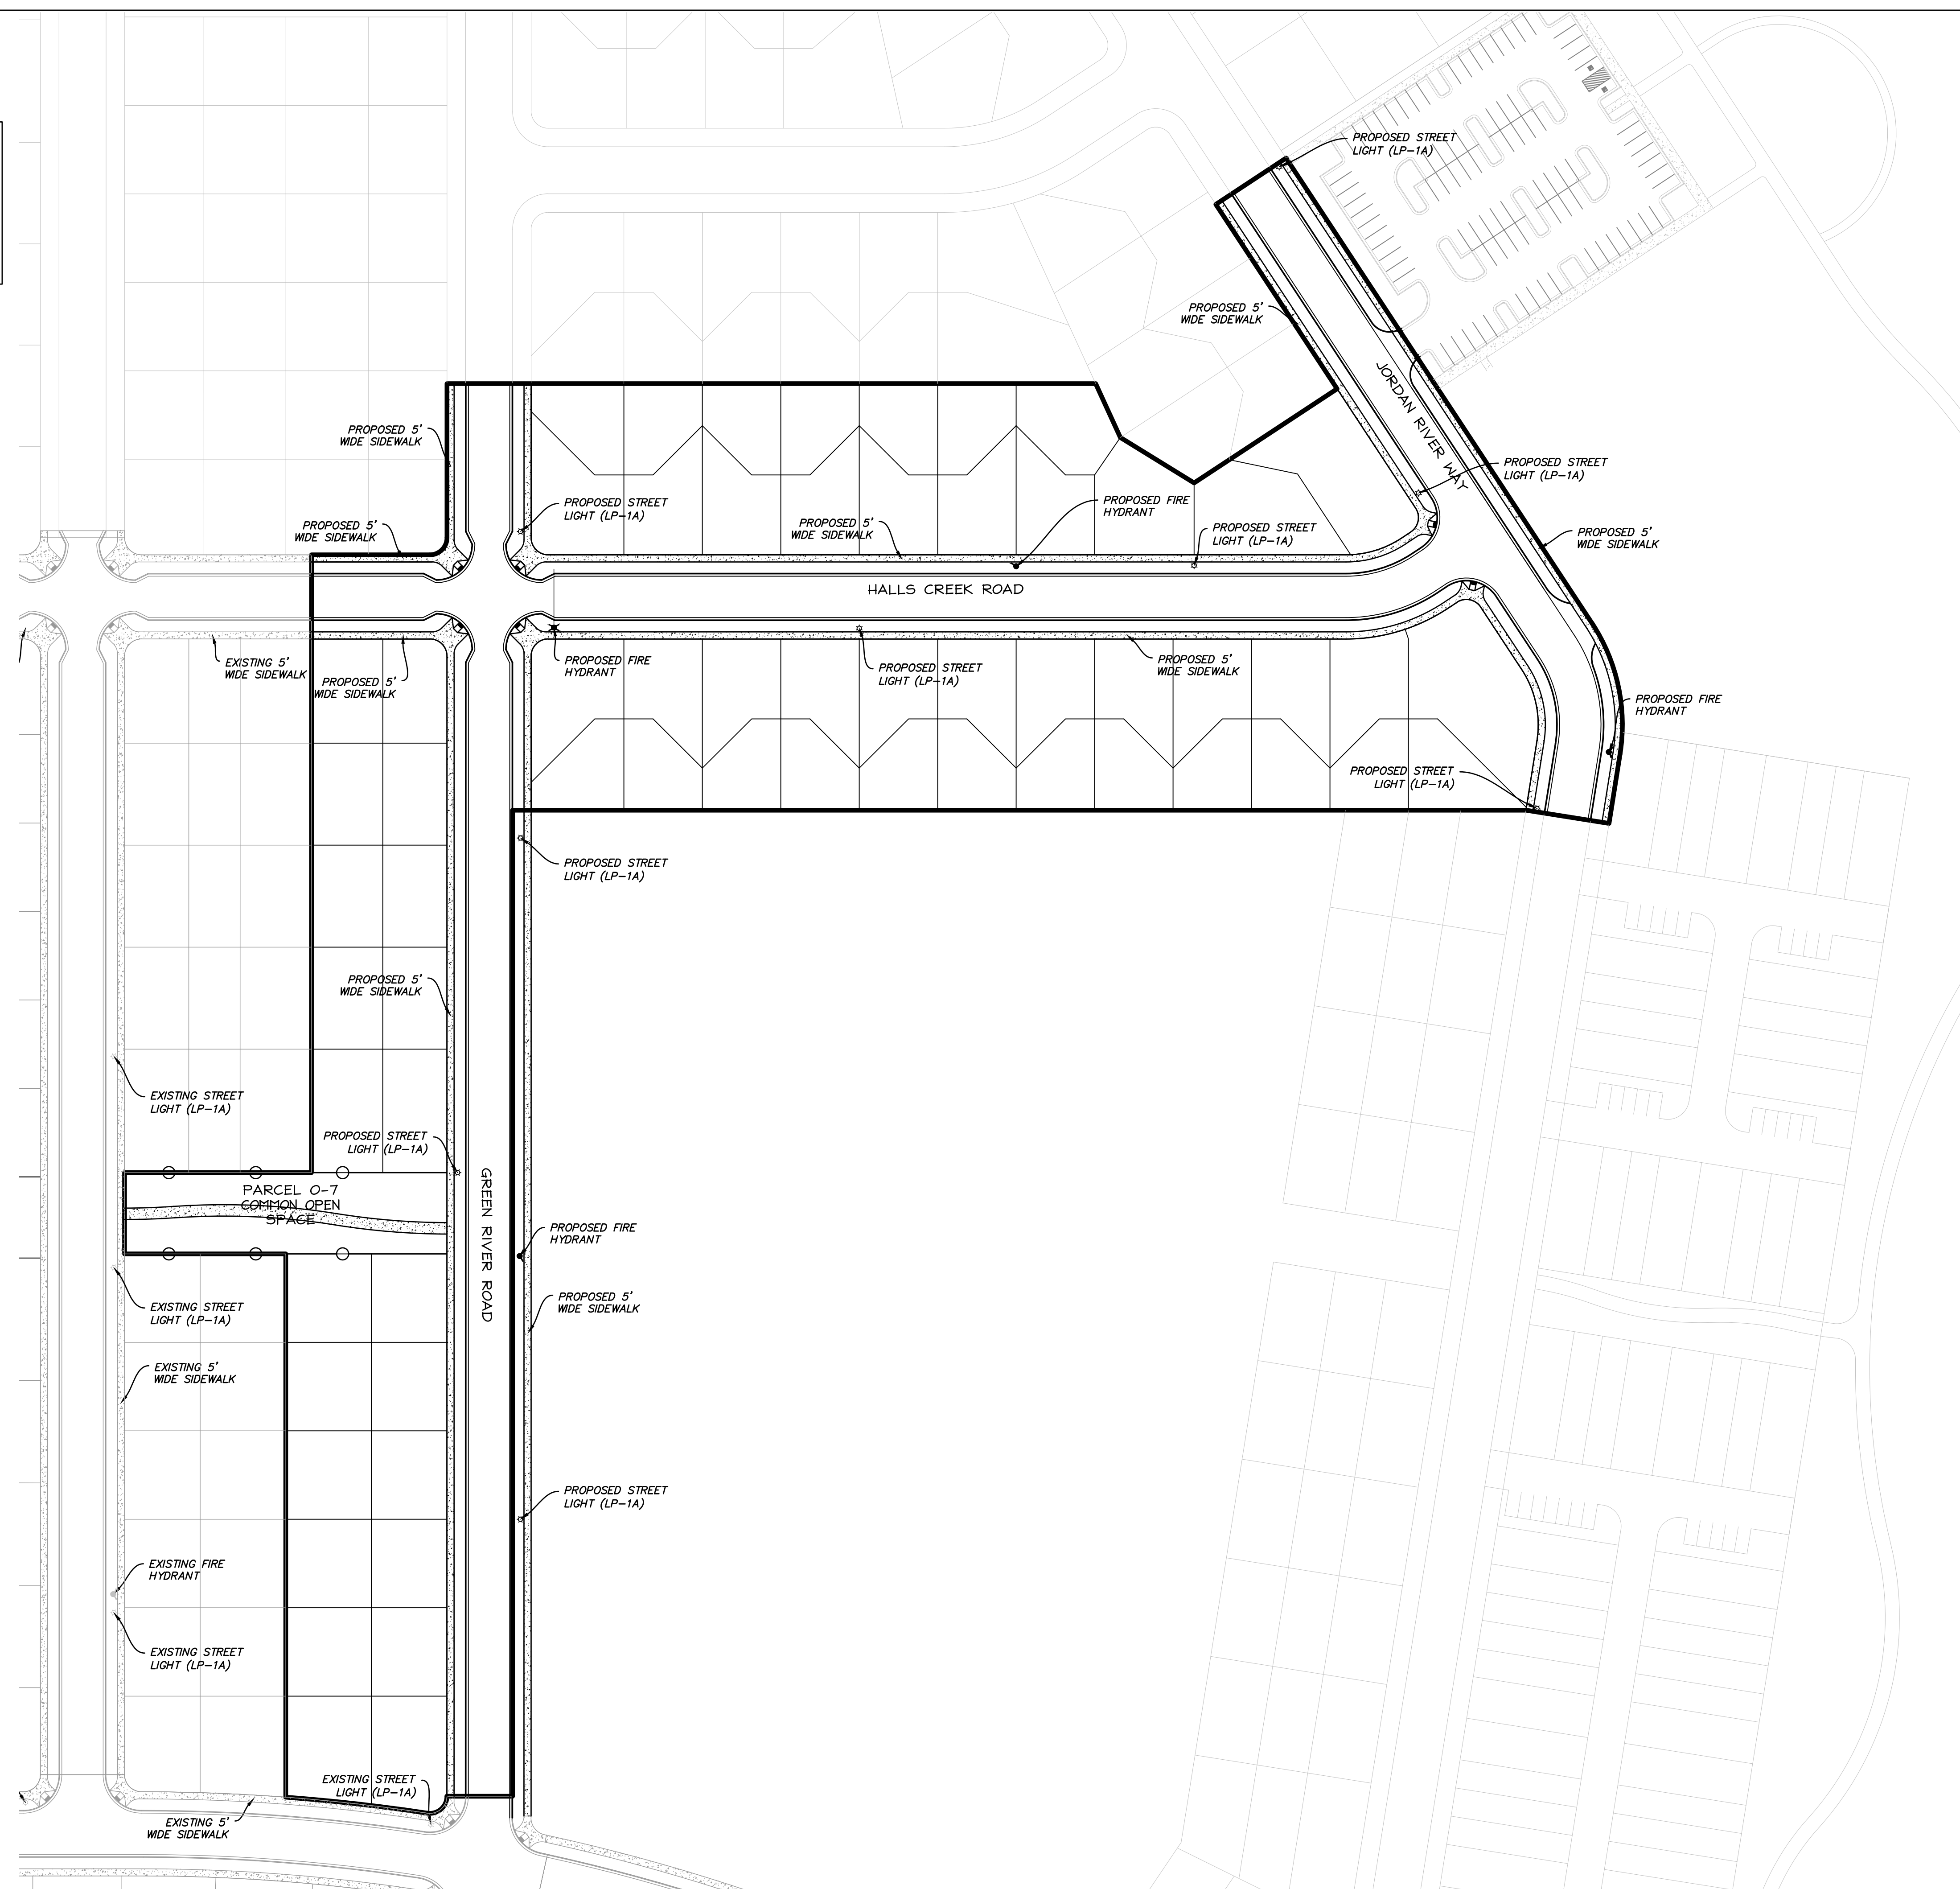 PROPOSED STREET
LIGHT (LP-1A)
PROPOSED 5'
WIDE SIDEWALK
JORDAN RIVER WAY
PROPOSED 5'
WIDE SIDEWALK
PROPOSED STREET
LIGHT (LP-1A)
PROPOSED STREET
LIGHT (LP-1A)
PROPOSED FIRE
HYDRANT
PROPOSED 5'
WIDE SIDEWALK
PROPOSED 5'
WIDE SIDEWALK
PROPOSED STREET
LIGHT (LP-1A)
PROPOSED 5'
WIDE SIDEWALK
HALLS CREEK ROAD
EXISTING 5'
WIDE SIDEWALK
PROPOSED 5'
WIDE SIDEWALK
PROPOSED FIRE
HYDRANT
PROPOSED STREET
LIGHT (LP-1A)
PROPOSED 5'
WIDE SIDEWALK
PROPOSED FIRE
HYDRANT
PROPOSED STREET
LIGHT (LP-1A)
PROPOSED STREET
LIGHT (LP-1A)
PROPOSED 5'
WIDE SIDEWALK
EXISTING STREET
LIGHT (LP-1A)
PROPOSED STREET
LIGHT (LP-1A)
PARCEL O-7
COMMON OPEN
SPACE
GREEN RIVER ROAD
PROPOSED FIRE
HYDRANT
EXISTING STREET
LIGHT (LP-1A)
PROPOSED 5'
WIDE SIDEWALK
EXISTING 5'
WIDE SIDEWALK
PROPOSED STREET
LIGHT (LP-1A)
EXISTING FIRE
HYDRANT
EXISTING STREET
LIGHT (LP-1A)
EXISTING STREET
LIGHT (LP-1A)
EXISTING 5'
WIDE SIDEWALK